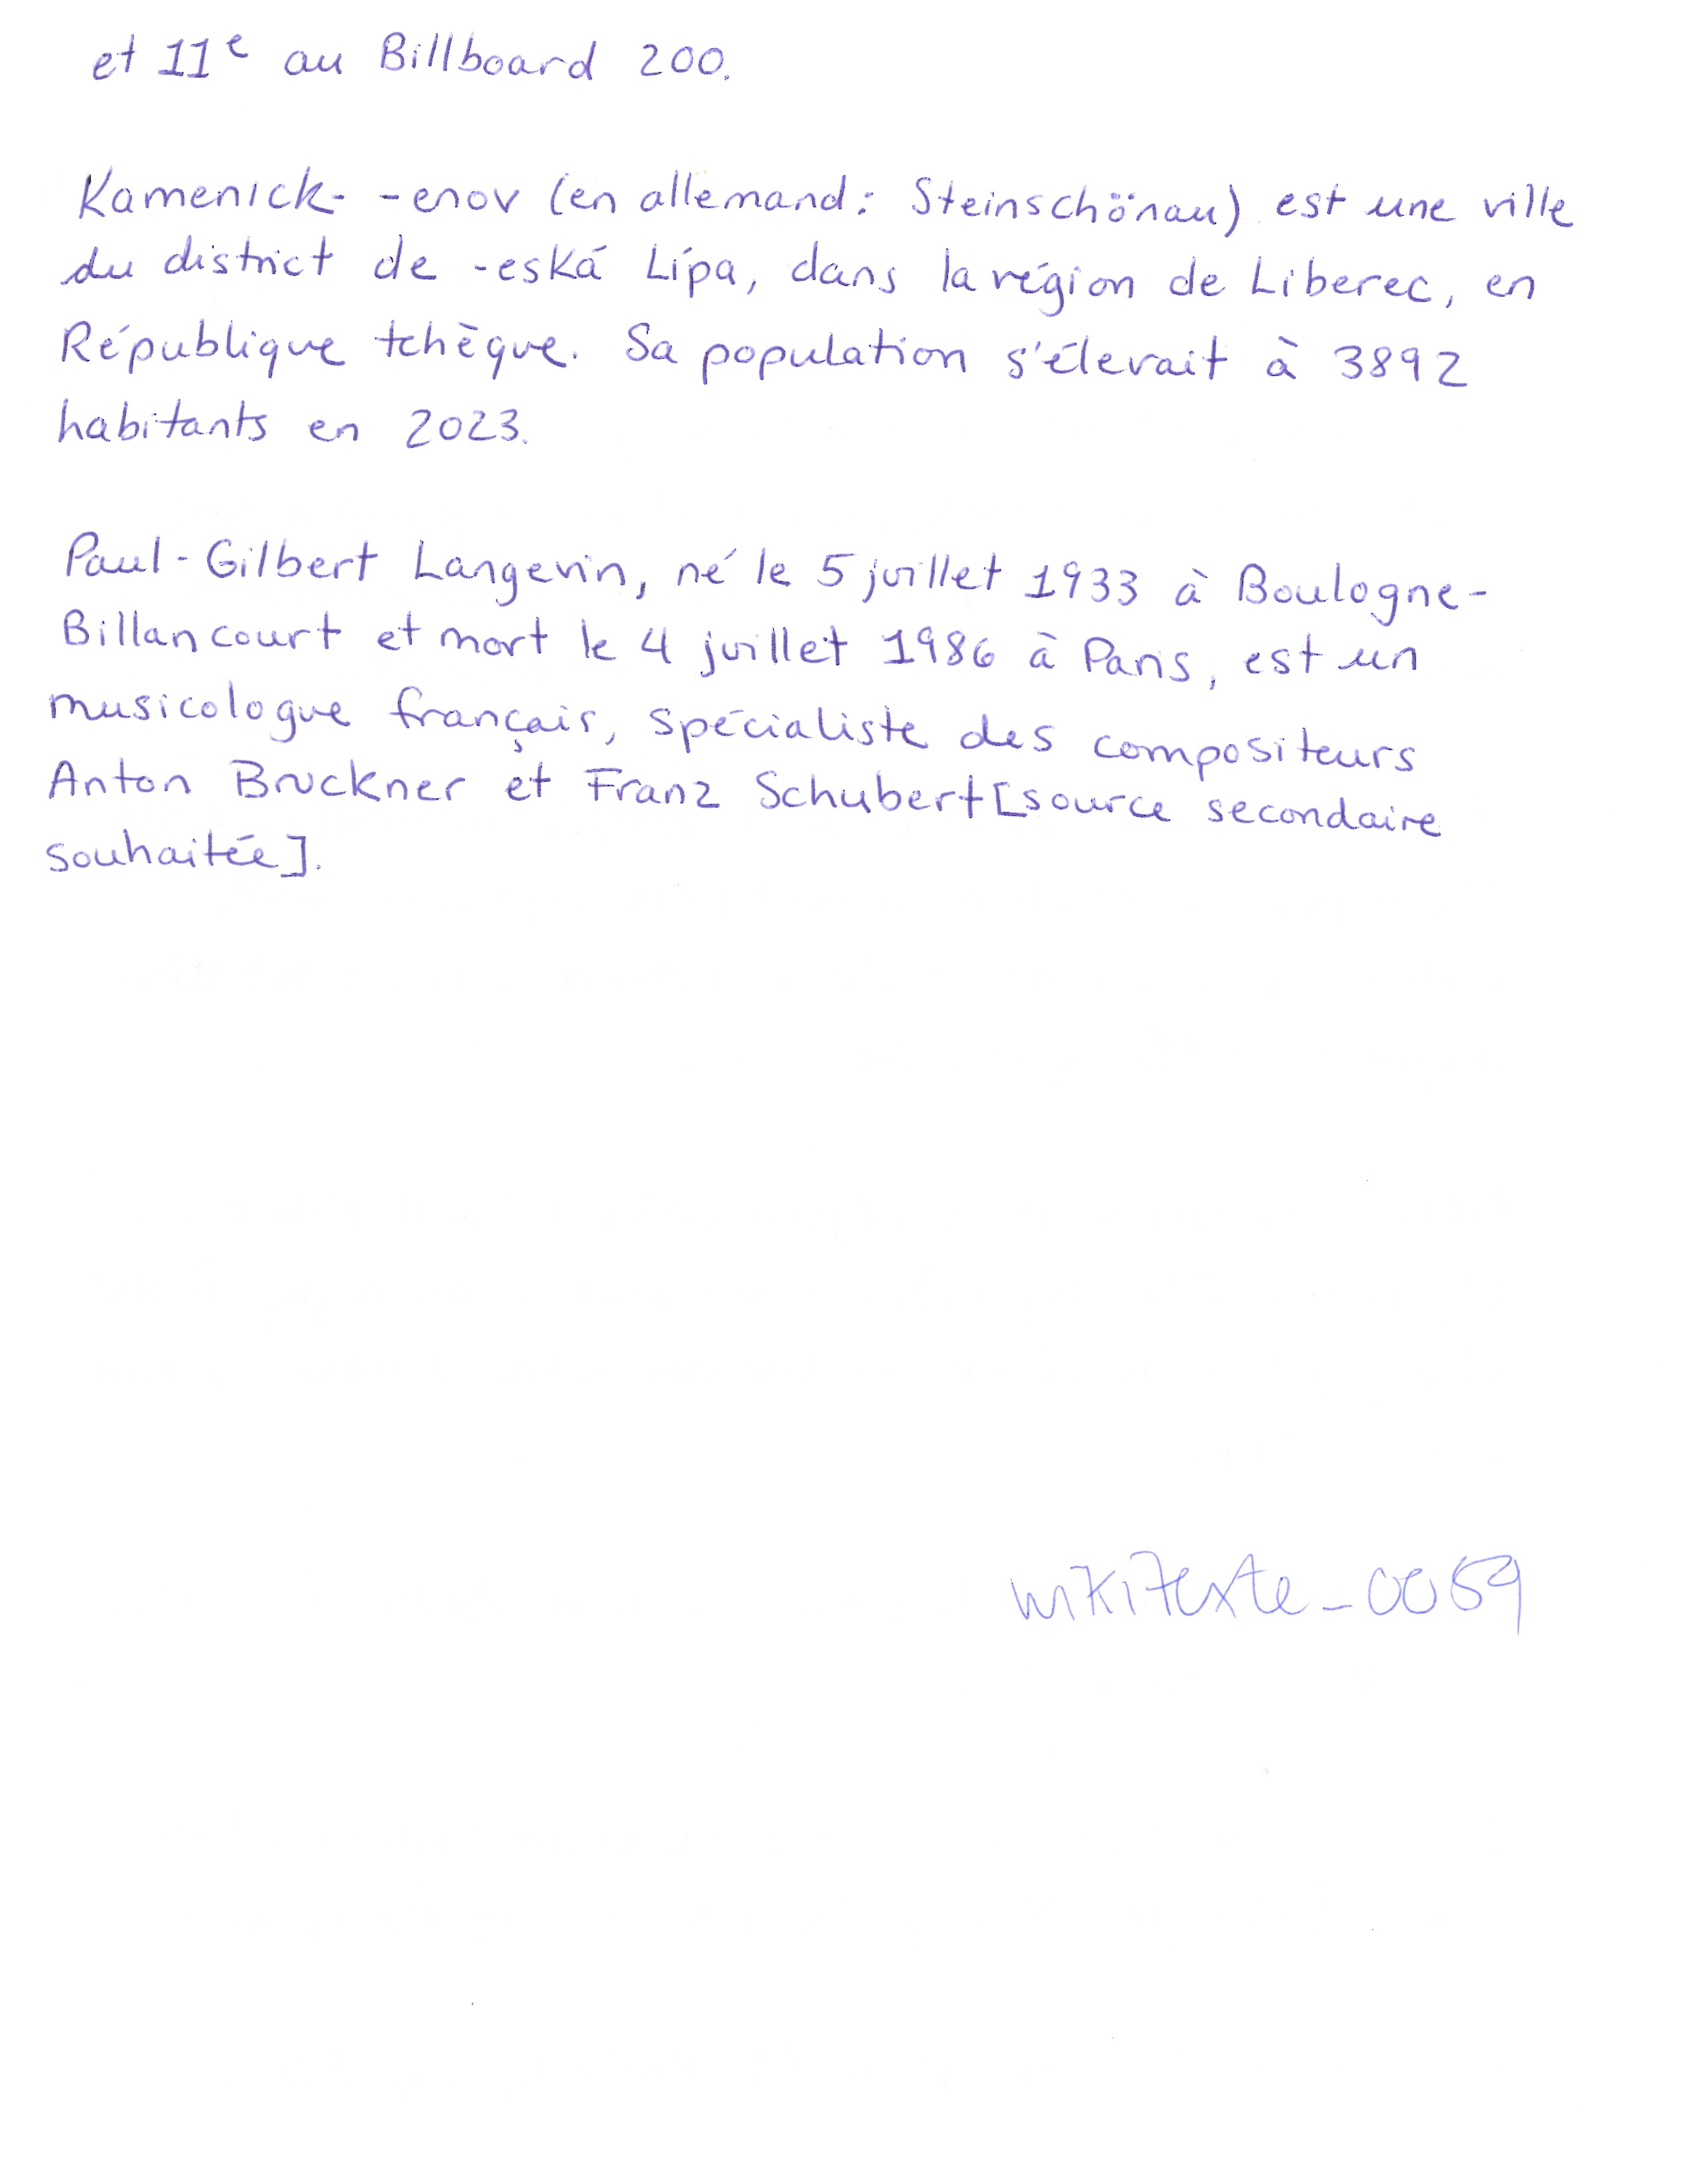 et 11e au Billboard 200.
Kamenick- -enov (en allemand: Steinschönau) est une ville
du district de -eská Lípa, dans la région de Liberec, en
République tchèque. Sa population s'élevait à 3892
habitants en 2023.
Paul-Gilbert Langevin, né le 5 juillet 1933 à Boulogne-
Billancourt et mort le 4 juillet 1986 à Paris, est un
musicologue français, spécialiste des compositeurs
Anton Bruckner et Franz Schubert[source secondaire
souhaitée].
wikitexte_0059